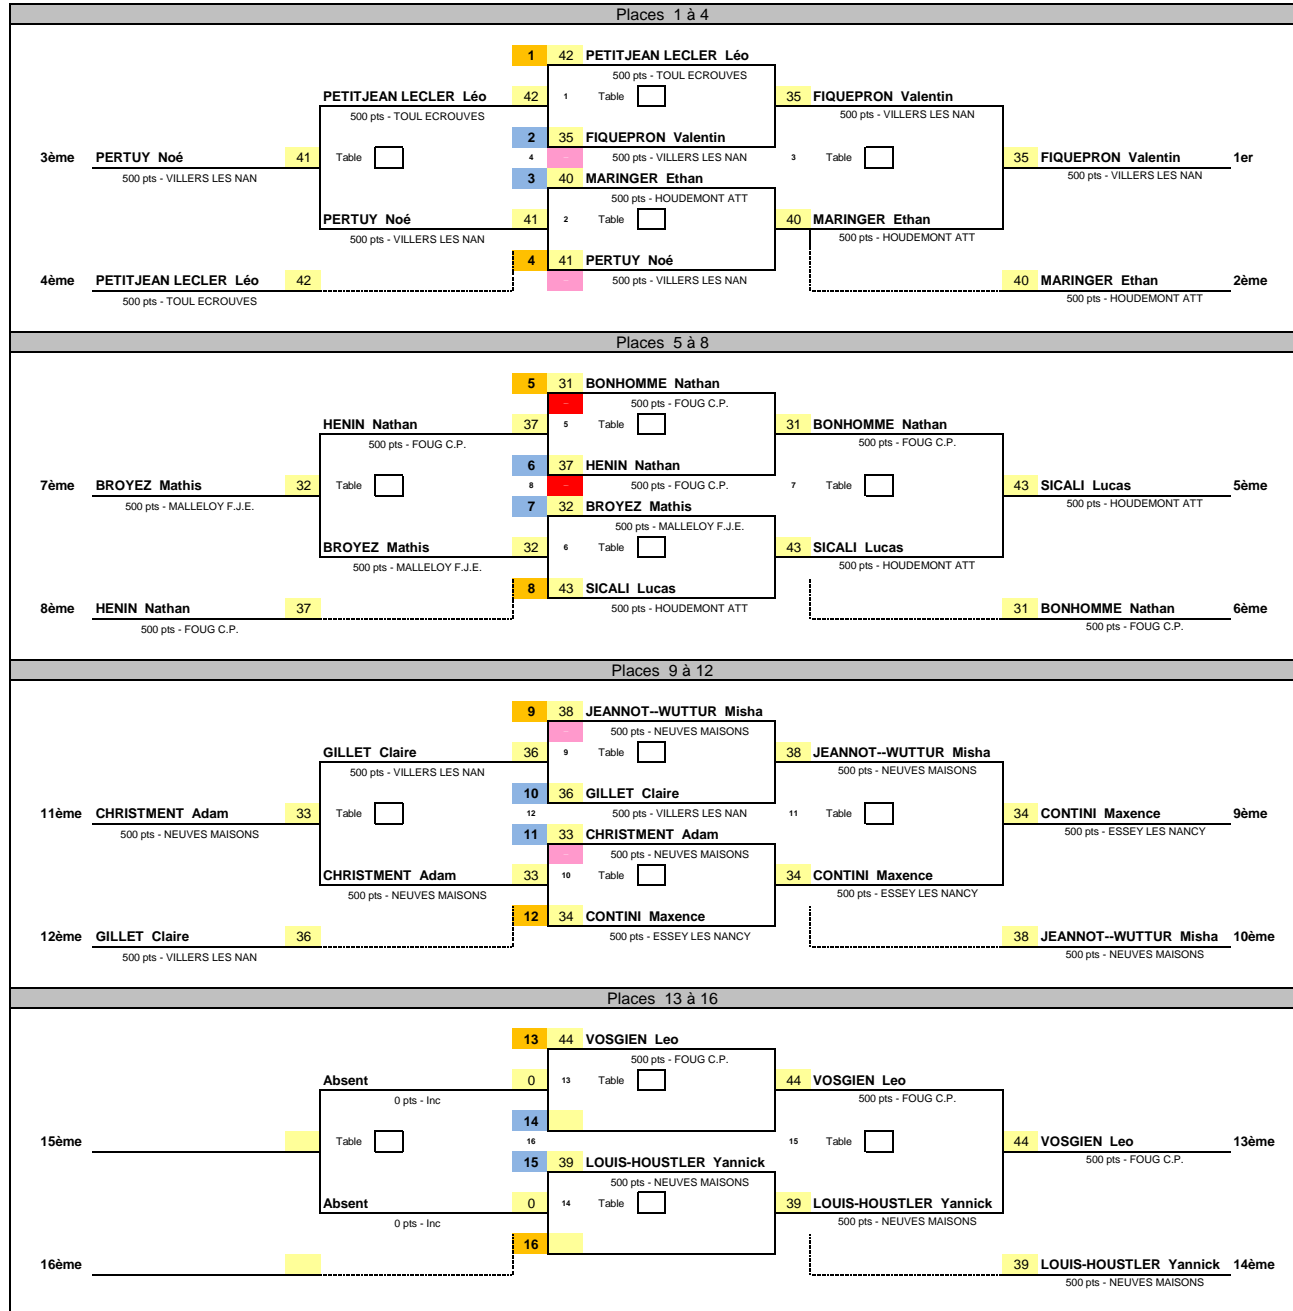 Places 1 à 4
1 42 PETITJEAN LECLER Léo
500 pts - TOUL ECROUVES
PETITJEAN LECLER Léo 42 1 Table 35 FIQUEPRON Valentin
500 pts - TOUL ECROUVES 500 pts - VILLERS LES NAN
2 35 FIQUEPRON Valentin
3ème PERTUY Noé 41 Table 4 - 500 pts - VILLERS LES NAN 3 Table 35 FIQUEPRON Valentin 1er
500 pts - VILLERS LES NAN 3 40 MARINGER Ethan 500 pts - VILLERS LES NAN
500 pts - HOUDEMONT ATT
PERTUY Noé 41 2 Table 40 MARINGER Ethan
500 pts - VILLERS LES NAN 500 pts - HOUDEMONT ATT
4 41 PERTUY Noé
4ème PETITJEAN LECLER Léo 42 - 500 pts - VILLERS LES NAN 40 MARINGER Ethan 2ème
500 pts - TOUL ECROUVES 500 pts - HOUDEMONT ATT
Places 5 à 8
5 31 BONHOMME Nathan
- 500 pts - FOUG C.P.
HENIN Nathan 37 5 Table 31 BONHOMME Nathan
500 pts - FOUG C.P. 500 pts - FOUG C.P.
6 37 HENIN Nathan
7ème BROYEZ Mathis 32 Table 8 - 500 pts - FOUG C.P. 7 Table 43 SICALI Lucas 5ème
500 pts - MALLELOY F.J.E. 7 32 BROYEZ Mathis 500 pts - HOUDEMONT ATT
500 pts - MALLELOY F.J.E.
BROYEZ Mathis 32 6 Table 43 SICALI Lucas
500 pts - MALLELOY F.J.E. 500 pts - HOUDEMONT ATT
8 43 SICALI Lucas
8ème HENIN Nathan 37 500 pts - HOUDEMONT ATT 31 BONHOMME Nathan 6ème
500 pts - FOUG C.P. 500 pts - FOUG C.P.
Places 9 à 12
9 38 JEANNOT--WUTTUR Misha
- 500 pts - NEUVES MAISONS
GILLET Claire 36 9 Table 38 JEANNOT--WUTTUR Misha
500 pts - VILLERS LES NAN 500 pts - NEUVES MAISONS
10 36 GILLET Claire
11ème CHRISTMENT Adam 33 Table 12 500 pts - VILLERS LES NAN 11 Table 34 CONTINI Maxence 9ème
500 pts - NEUVES MAISONS 11 33 CHRISTMENT Adam 500 pts - ESSEY LES NANCY
- 500 pts - NEUVES MAISONS
CHRISTMENT Adam 33 10 Table 34 CONTINI Maxence
500 pts - NEUVES MAISONS 500 pts - ESSEY LES NANCY
12 34 CONTINI Maxence
12ème GILLET Claire 36 500 pts - ESSEY LES NANCY 38 JEANNOT--WUTTUR Misha 10ème
500 pts - VILLERS LES NAN 500 pts - NEUVES MAISONS
Places 13 à 16
13 44 VOSGIEN Leo
500 pts - FOUG C.P.
Absent 0 13 Table 44 VOSGIEN Leo
0 pts - Inc 500 pts - FOUG C.P.
14
15ème Table 16 15 Table 44 VOSGIEN Leo 13ème
15 39 LOUIS-HOUSTLER Yannick 500 pts - FOUG C.P.
500 pts - NEUVES MAISONS
Absent 0 14 Table 39 LOUIS-HOUSTLER Yannick
0 pts - Inc 500 pts - NEUVES MAISONS
16
16ème 39 LOUIS-HOUSTLER Yannick 14ème
500 pts - NEUVES MAISONS